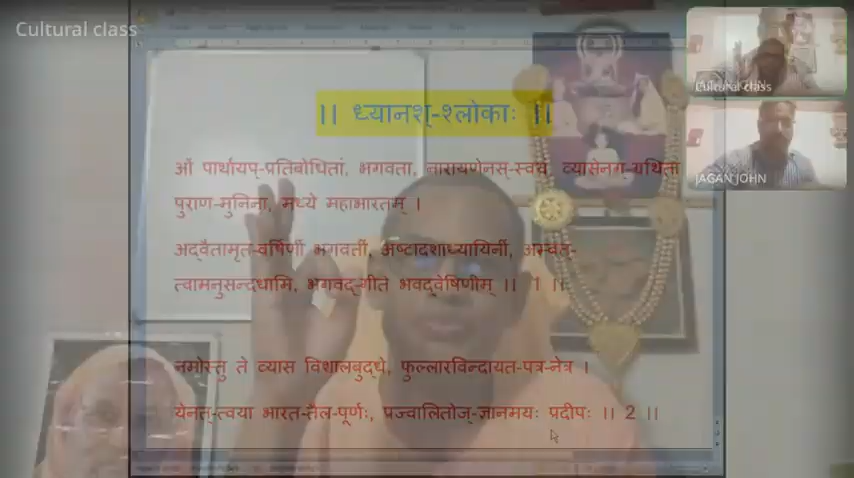 Cultural class
|| ध्यानश्-श्लोकाः ||
ओं पार्थायप्-प्रतिबोधितां, भगवता, नारायणेनस्-स्वयं व्यासेनग्-ग्रथितां
पुराण-मुनिना, मध्ये महाभारतम् ।
अद्वैतामृत-वर्षिणीं भगवतीं, अष्टादशाध्यायिनीं, अम्बत्-
त्वामनुसन्दधामि, भगवद्-गीते भवद्वेषिणीम् || 1 ||
नमोस्तु ते व्यास विशालबुद्धे, फुल्लारविन्दायत-पत्र-नेत्र ।
येनत्-त्वया भारत-तैल-पूर्णः, प्रज्वालितोज्-ज्ञानमयः प्रदीपः || 2 ||
Cultural class
JAGAN JOHN